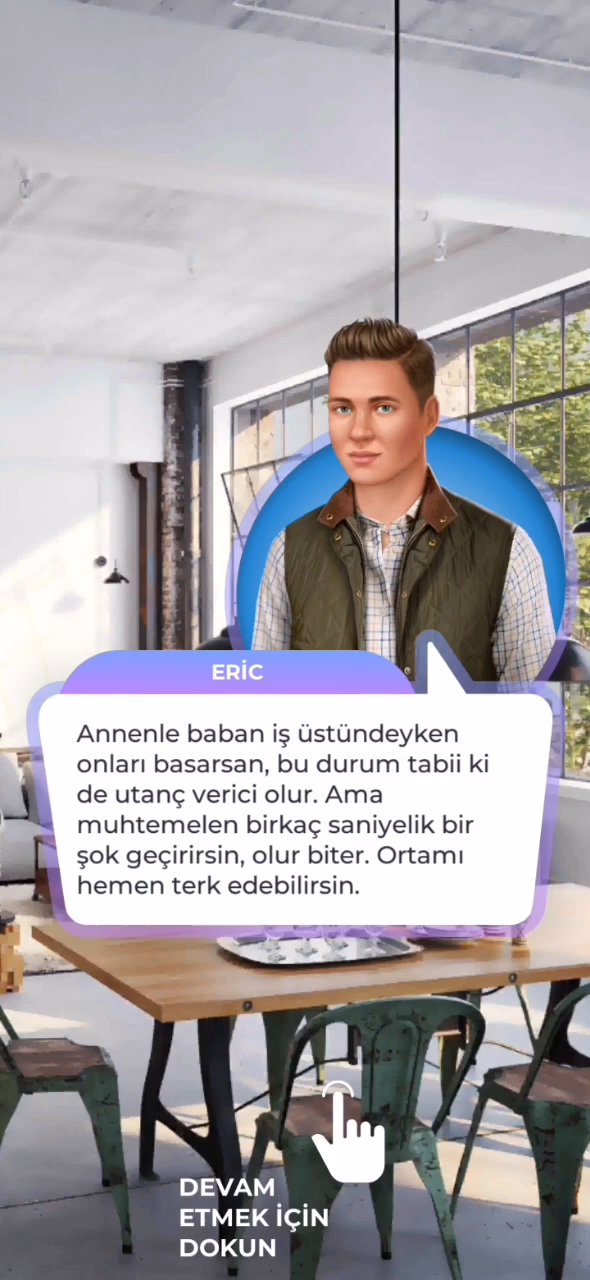 ERİC
Annenle baban iş üstündeyken
onları basarsan, bu durum tabii ki
de utanç verici olur. Ama
muhtemelen birkaç saniyelik bir
şok geçirirsin, olur biter. Ortamı
hemen terk edebilirsin.
DEVAM
ETMEK İÇİN
DOKUN